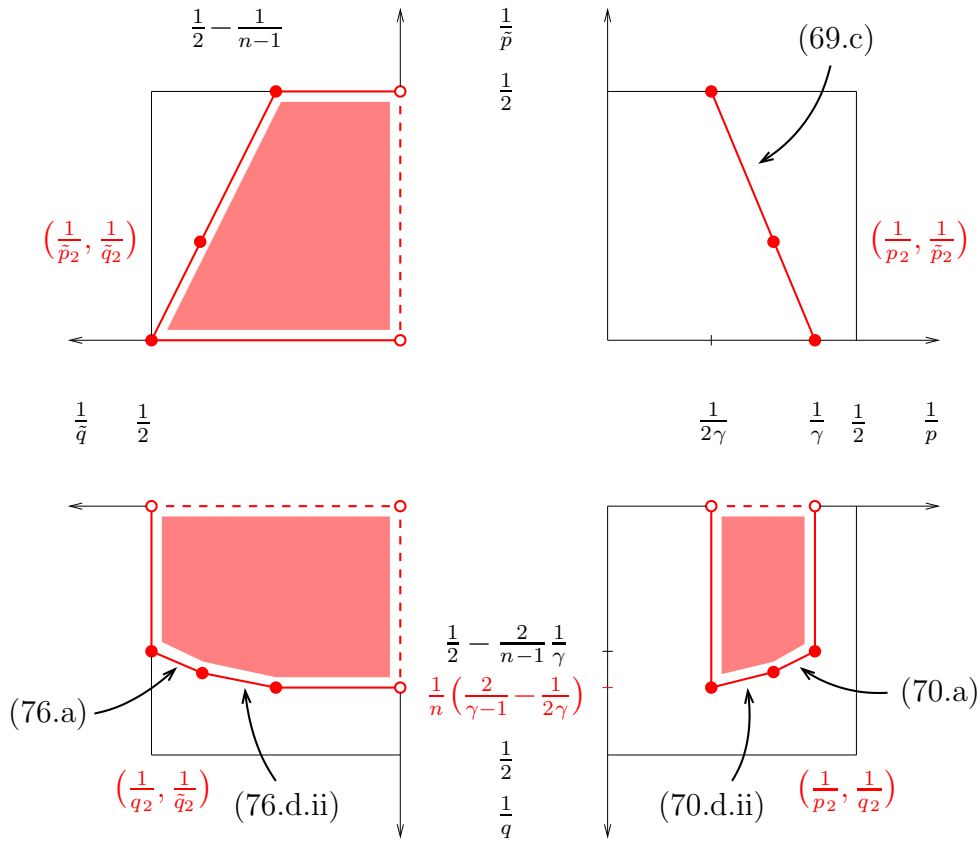 1/2 − 1/(n−1)
1/p̃
(69.c)
1/2
(1/p̃₂, 1/q̃₂)
(1/p₂, 1/p̃₂)
1/q̃
1/2
1/(2γ)
1/γ
1/2
1/p
1/2 − 2/(n−1) 1/γ
1/n (2/(γ−1) − 1/(2γ))
(76.a)
(70.a)
1/2
(1/q₂, 1/q̃₂)
(76.d.ii)
(70.d.ii)
(1/p₂, 1/q₂)
1/q